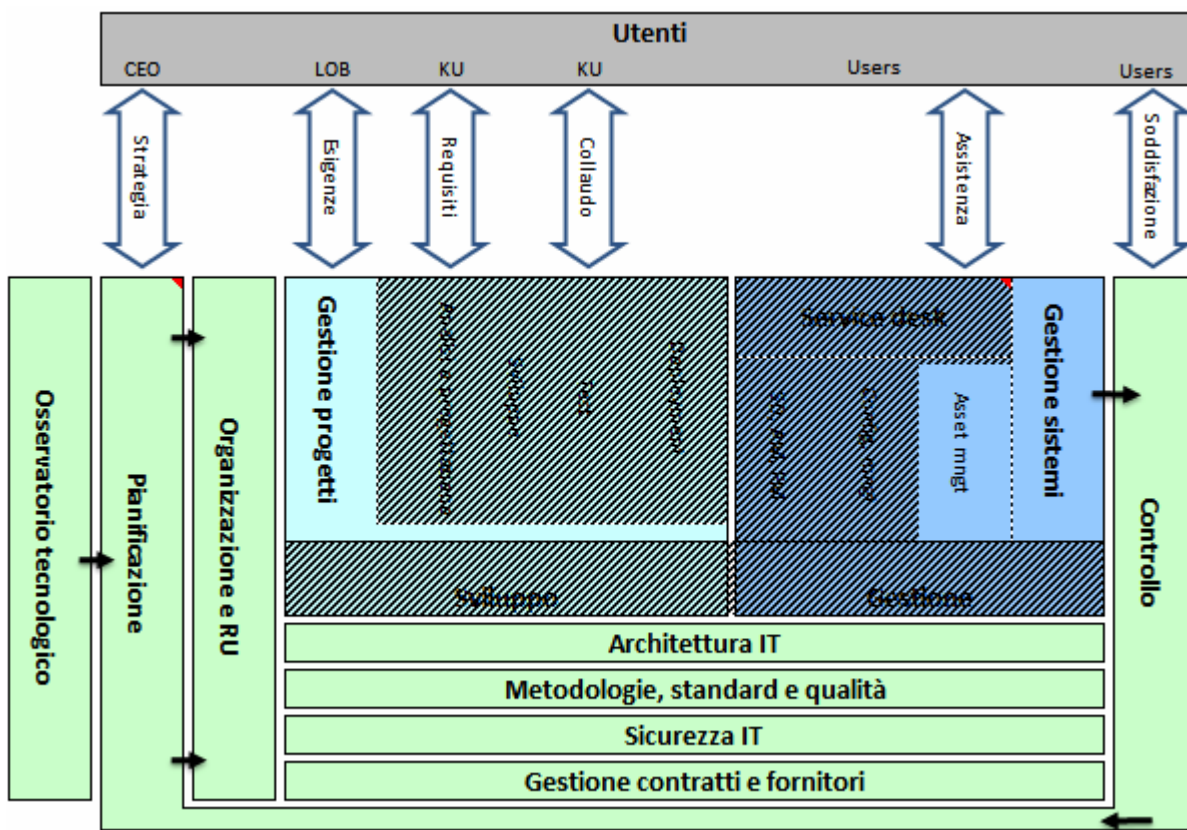 Utenti
CEO
LOB
KU
KU
Users
Users
Strategia
Esigenze
Requisiti
Collaudo
Assistenza
Soddisfazione
Osservatorio tecnologico
Pianificazione
Organizzazione e RU
Gestione progetti
Sviluppo
Test
Service desk
Config. mngt
Asset mngt
Gestione sistemi
Controllo
Sviluppo
Gestione
Architettura IT
Metodologie, standard e qualità
Sicurezza IT
Gestione contratti e fornitori